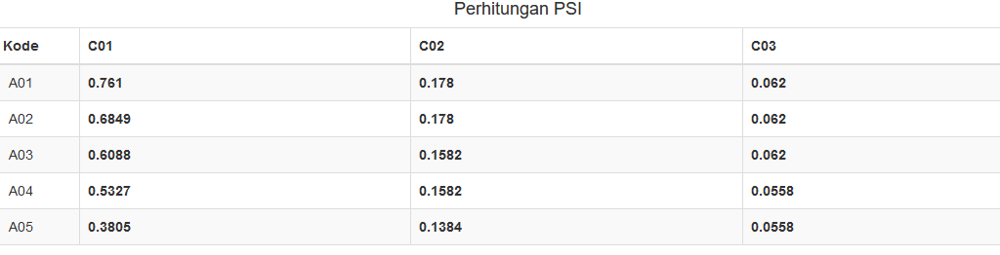 Perhitungan PSI
Kode C01 C02 C03
A01 0.761 0.178 0.062
A02 0.6849 0.178 0.062
A03 0.6088 0.1582 0.062
A04 0.5327 0.1582 0.0558
A05 0.3805 0.1384 0.0558